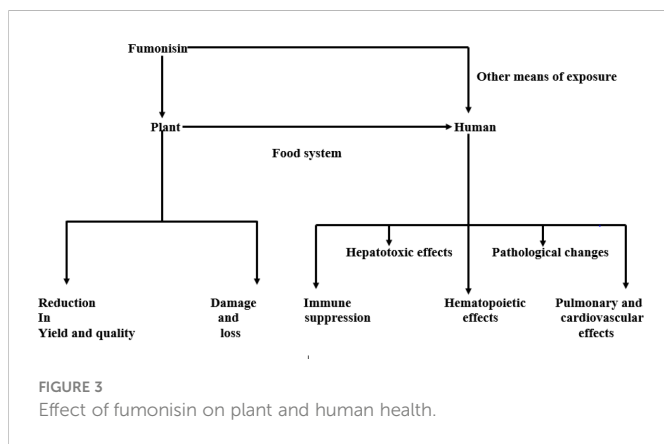 Fumonisin
Other means of exposure
Plant
Human
Food system
Hepatotoxic effects
Pathological changes
Reduction
In
Yield and quality
Damage
and
loss
Immune
suppression
Hematopoietic
effects
Pulmonary and
cardiovascular
effects
FIGURE 3
Effect of fumonisin on plant and human health.